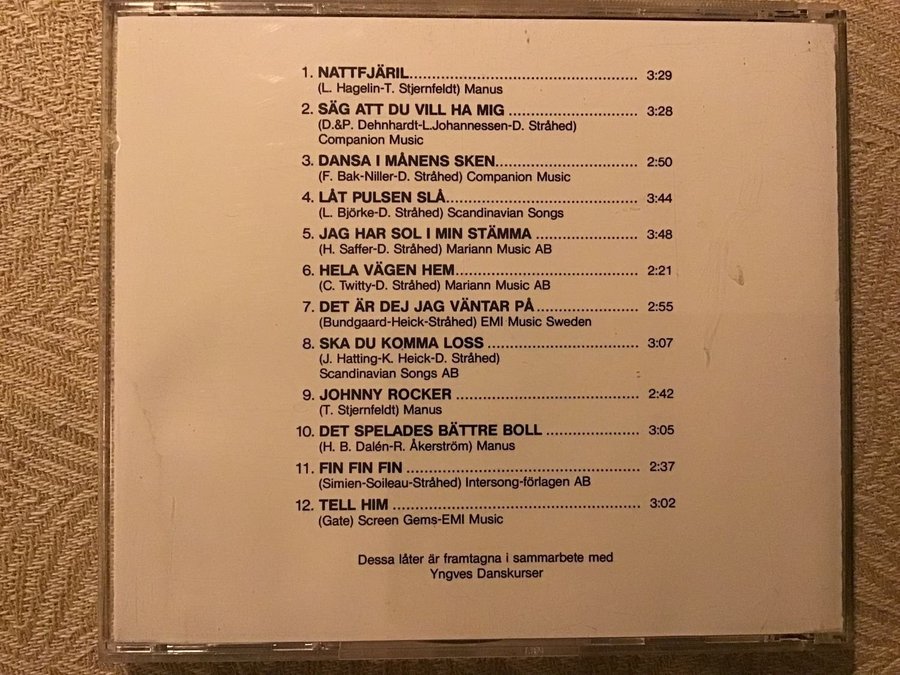 1. NATTFJÄRIL........................................ 3:29
(L. Hagelin-T. Stjernfeldt) Manus
2. SÄG ATT DU VILL HA MIG ....................... 3:28
(D.&P. Dehnhardt-L.Johannessen-D. Stråhed)
Companion Music
3. DANSA I MÅNENS SKEN......................... 2:50
(F. Bak-Niller-D. Stråhed) Companion Music
4. LÅT PULSEN SLÅ.................................. 3:44
(L. Björke-D. Stråhed) Scandinavian Songs
5. JAG HAR SOL I MIN STÄMMA .................. 3:48
(H. Saffer-D. Stråhed) Mariann Music AB
6. HELA VÄGEN HEM................................ 2:21
(C. Twitty-D. Stråhed) Mariann Music AB
7. DET ÄR DEJ JAG VÄNTAR PÅ.................. 2:55
(Bundgaard-Heick-Stråhed) EMI Music Sweden
8. SKA DU KOMMA LOSS ........................... 3:07
(J. Hatting-K. Heick-D. Stråhed)
Scandinavian Songs AB
9. JOHNNY ROCKER ................................ 2:42
(T. Stjernfeldt) Manus
10. DET SPELADES BÄTTRE BOLL ................. 3:05
(H. B. Dalén-R. Åkerström) Manus
11. FIN FIN FIN ......................................... 2:37
(Simien-Soileau-Stråhed) Intersong-förlagen AB
12. TELL HIM ........................................... 3:02
(Gate) Screen Gems-EMI Music
Dessa låter är framtagna i sammarbete med
Yngves Danskurser